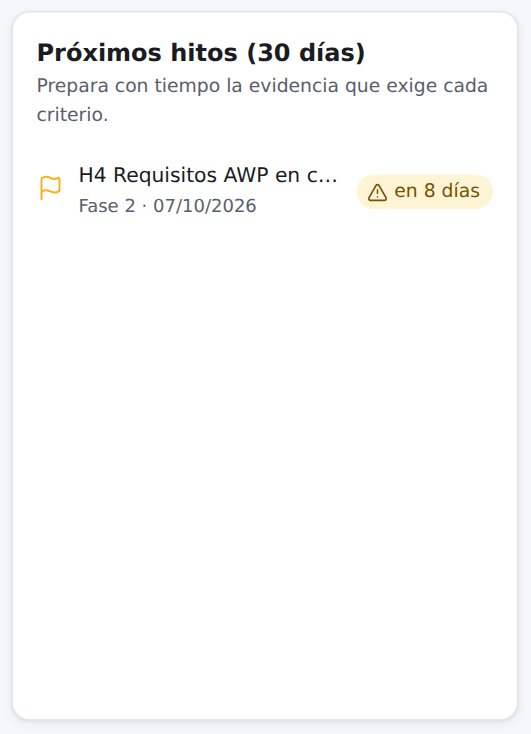 Próximos hitos (30 días)
Prepara con tiempo la evidencia que exige cada
criterio.
H4 Requisitos AWP en c...
en 8 días
Fase 2 · 07/10/2026